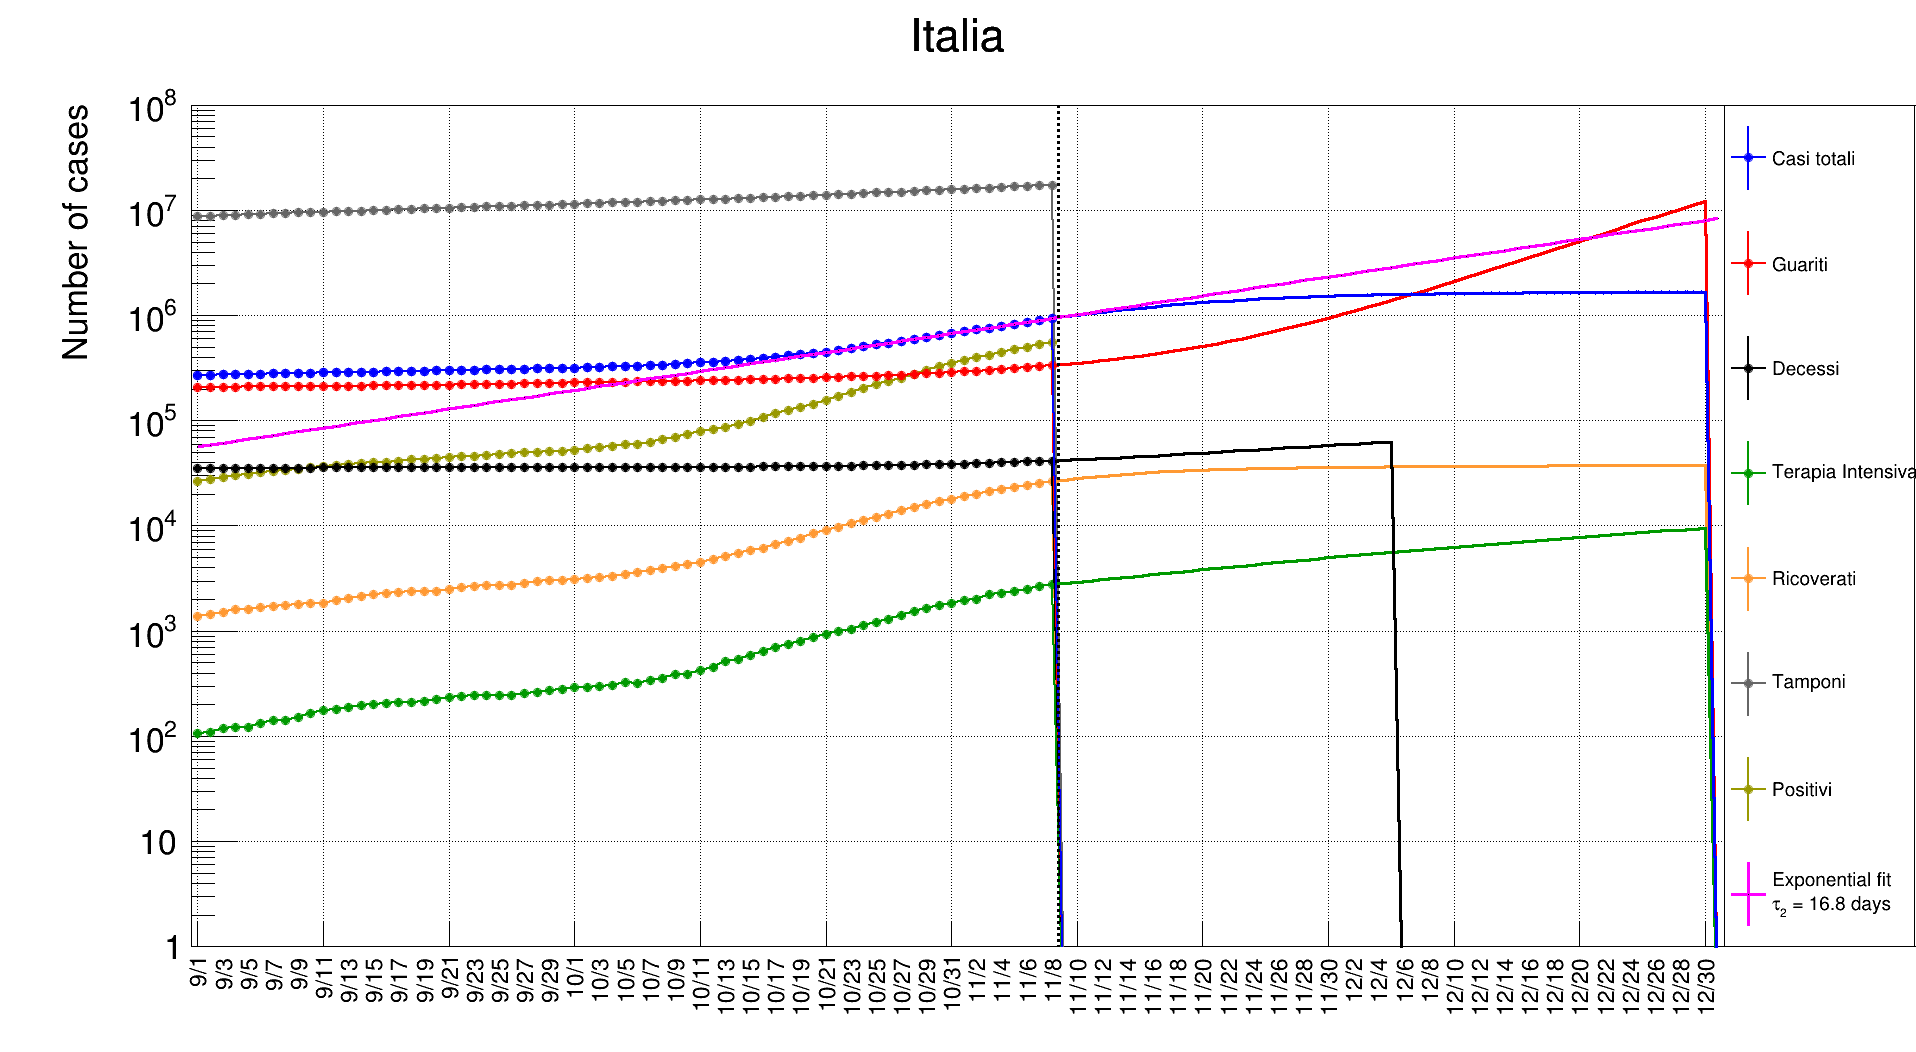 Italia
Number of cases
10^8
10^7
10^6
10^5
10^4
10^3
10^2
10
1
9/1 9/3 9/5 9/7 9/9 9/11 9/13 9/15 9/17 9/19 9/21 9/23 9/25 9/27 9/29 10/1 10/3 10/5 10/7 10/9 10/11 10/13 10/15 10/17 10/19 10/21 10/23 10/25 10/27 10/29 10/31 11/2 11/4 11/6 11/8 11/10 11/12 11/14 11/16 11/18 11/20 11/22 11/24 11/26 11/28 11/30 12/2 12/4 12/6 12/8 12/10 12/12 12/14 12/16 12/18 12/20 12/22 12/24 12/26 12/28 12/30
Casi totali
Guariti
Decessi
Terapia Intensiva
Ricoverati
Tamponi
Positivi
Exponential fit
τ_2 = 16.8 days